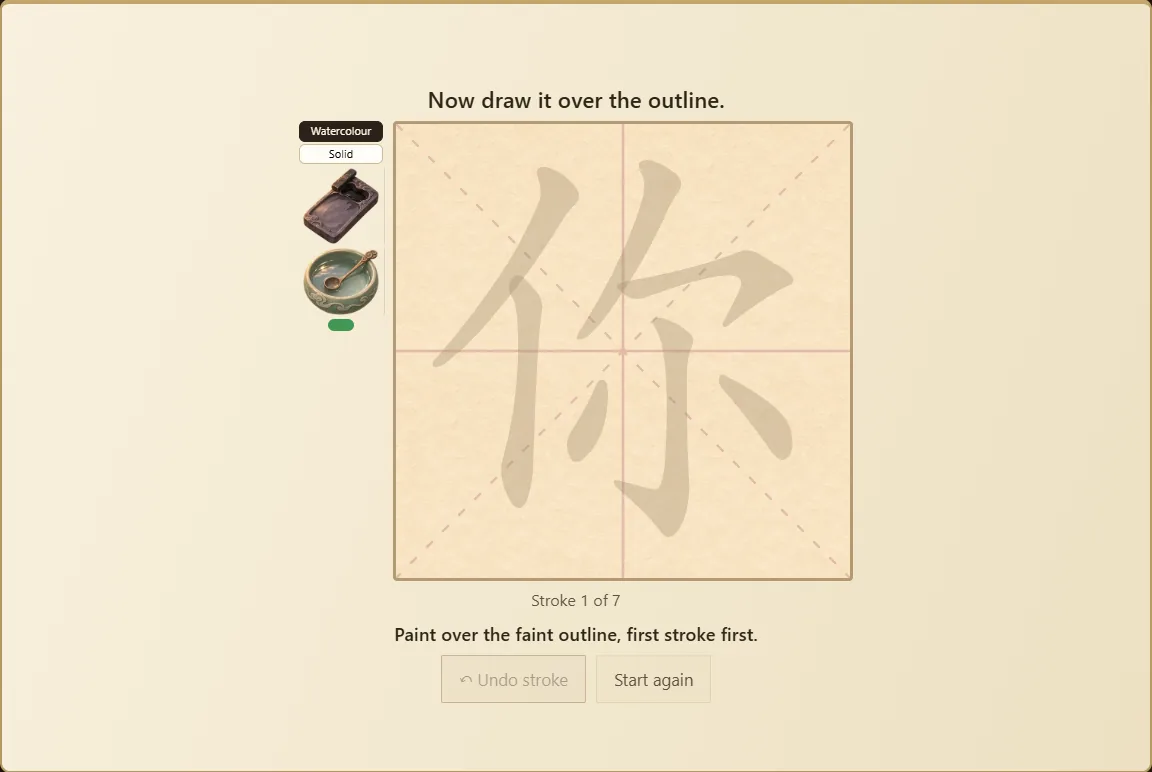 Now draw it over the outline.
Watercolour
Solid
你
Stroke 1 of 7
Paint over the faint outline, first stroke first.
↶ Undo stroke
Start again